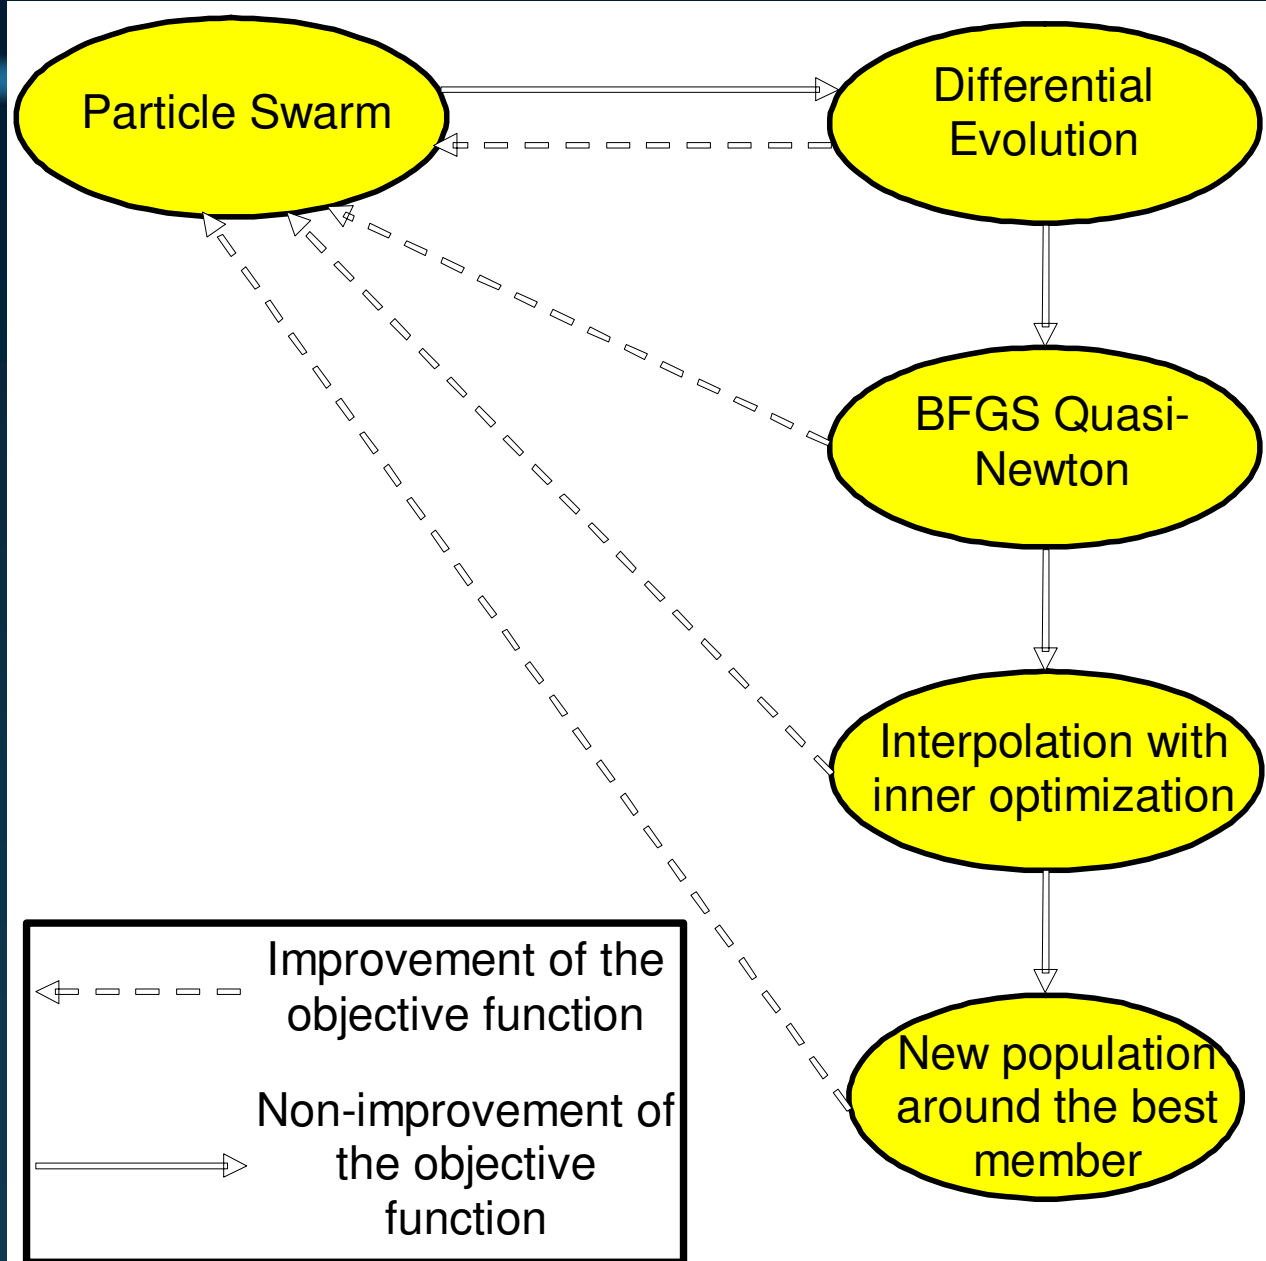 Particle Swarm
Differential
Evolution
BFGS Quasi-
Newton
Interpolation with
inner optimization
New population
around the best
member
Improvement of the
objective function
Non-improvement of
the objective
function